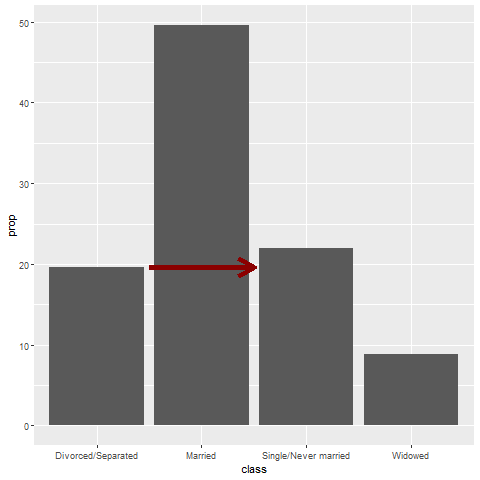 50
40
30
20
10
0
prop
Divorced/Separated
Married
Single/Never married
Widowed
class